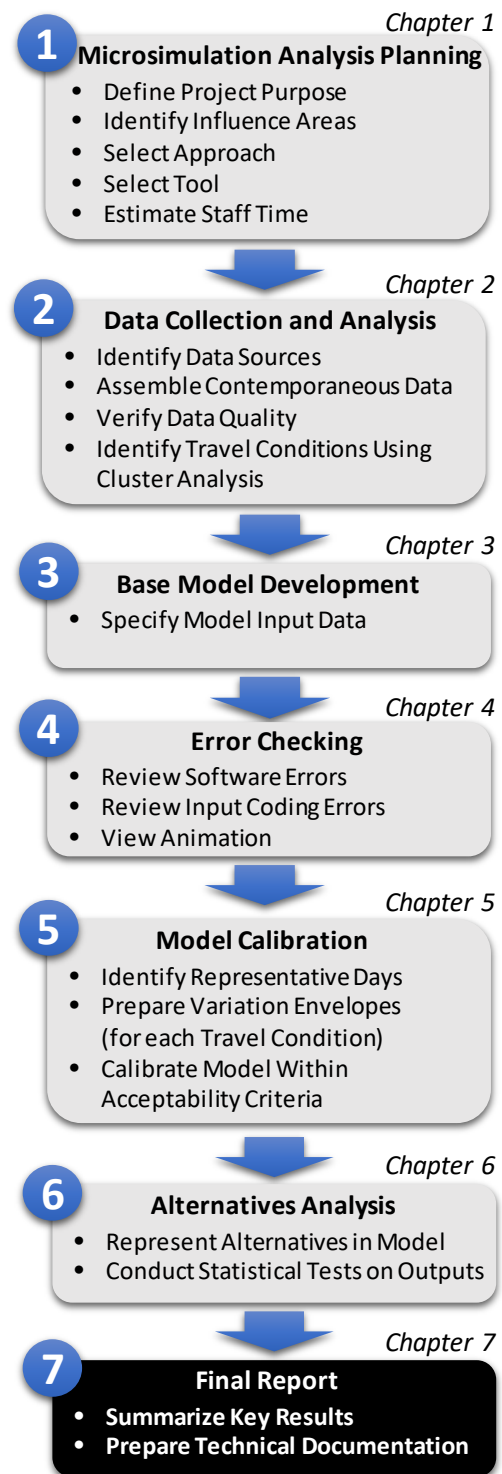 Chapter 1
1
Microsimulation Analysis Planning
• Define Project Purpose
• Identify Influence Areas
• Select Approach
• Select Tool
• Estimate Staff Time
Chapter 2
2
Data Collection and Analysis
• Identify Data Sources
• Assemble Contemporaneous Data
• Verify Data Quality
• Identify Travel Conditions Using
Cluster Analysis
Chapter 3
3
Base Model Development
• Specify Model Input Data
Chapter 4
4
Error Checking
• Review Software Errors
• Review Input Coding Errors
• View Animation
Chapter 5
5
Model Calibration
• Identify Representative Days
• Prepare Variation Envelopes
(for each Travel Condition)
• Calibrate Model Within
Acceptability Criteria
Chapter 6
6
Alternatives Analysis
• Represent Alternatives in Model
• Conduct Statistical Tests on Outputs
Chapter 7
7
Final Report
• Summarize Key Results
• Prepare Technical Documentation